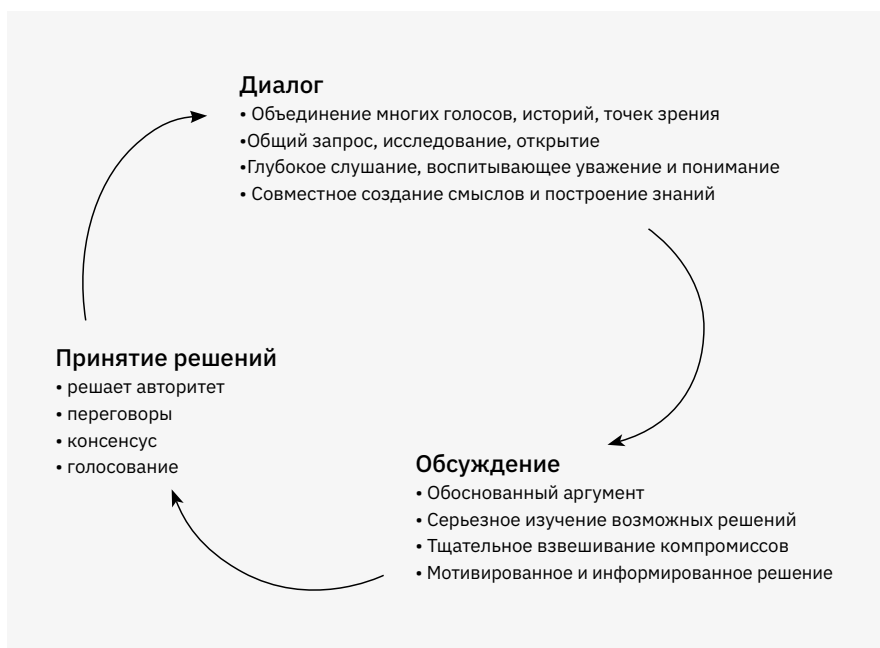 Диалог
• Объединение многих голосов, историй, точек зрения
•Общий запрос, исследование, открытие
•Глубокое слушание, воспитывающее уважение и понимание
• Совместное создание смыслов и построение знаний
Принятие решений
• решает авторитет
• переговоры
• консенсус
• голосование
Обсуждение
• Обоснованный аргумент
• Серьезное изучение возможных решений
• Тщательное взвешивание компромиссов
• Мотивированное и информированное решение